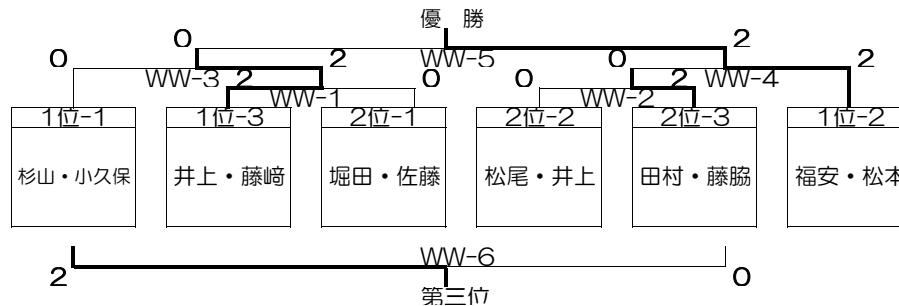 優 勝
0 2
0 WW-5 2
0 WW-3 2 0 WW-4 2
2 WW-1 0 0 WW-2 2
1位-1 1位-3 2位-1 2位-2 2位-3 1位-2
杉山・小久保 井上・藤﨑 堀田・佐藤 松尾・井上 田村・藤脇 福安・松本
WW-6
2 0
第三位